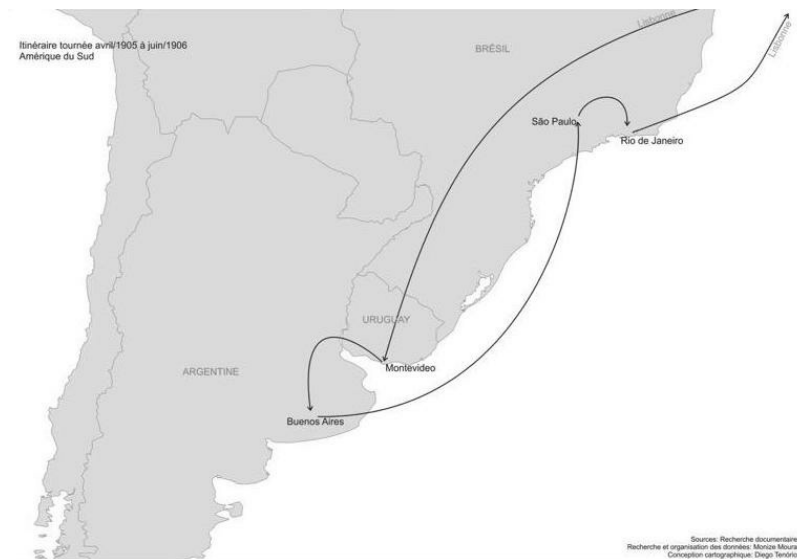 Itinéraire tournée avril/1905 à juin/1906
Amérique du Sud
Lisbonne
BRÉSIL
Lisbonne
São Paulo
Rio de Janeiro
URUGUAY
Montevideo
ARGENTINE
Buenos Aires
Sources: Recherche documentaire
Recherche et organisation des données: Monize Moura
Conception cartographique: Diego Tenório